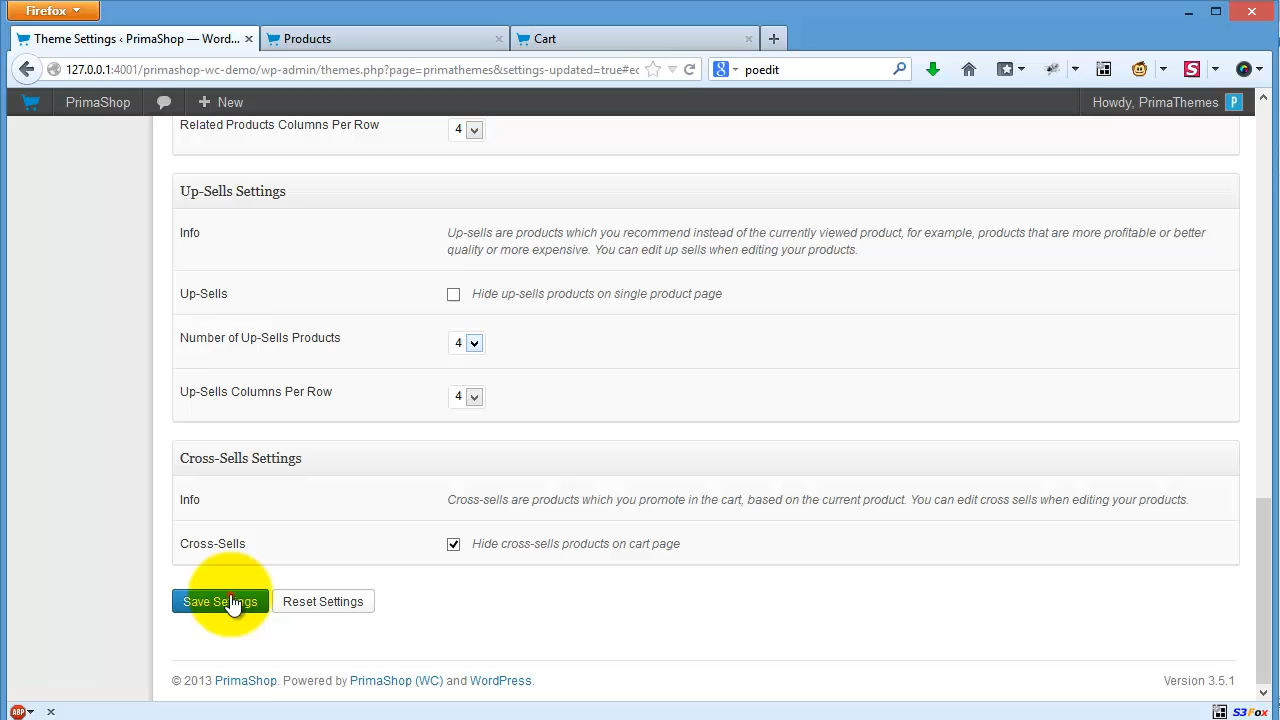 Firefox
Theme Settings ‹ PrimaShop — Word...
Products
Cart
127.0.0.1:4001/primashop-wc-demo/wp-admin/themes.php?page=primathemes&settings-updated=true#ec
poedit
PrimaShop
New
Howdy, PrimaThemes
Related Products Columns Per Row
4
Up-Sells Settings
Info
Up-sells are products which you recommend instead of the currently viewed product, for example, products that are more profitable or better
quality or more expensive. You can edit up sells when editing your products.
Up-Sells
Hide up-sells products on single product page
Number of Up-Sells Products
4
Up-Sells Columns Per Row
4
Cross-Sells Settings
Info
Cross-sells are products which you promote in the cart, based on the current product. You can edit cross sells when editing your products.
Cross-Sells
Hide cross-sells products on cart page
Save Settings
Reset Settings
© 2013 PrimaShop. Powered by PrimaShop (WC) and WordPress.
Version 3.5.1
ABP
S3Fox